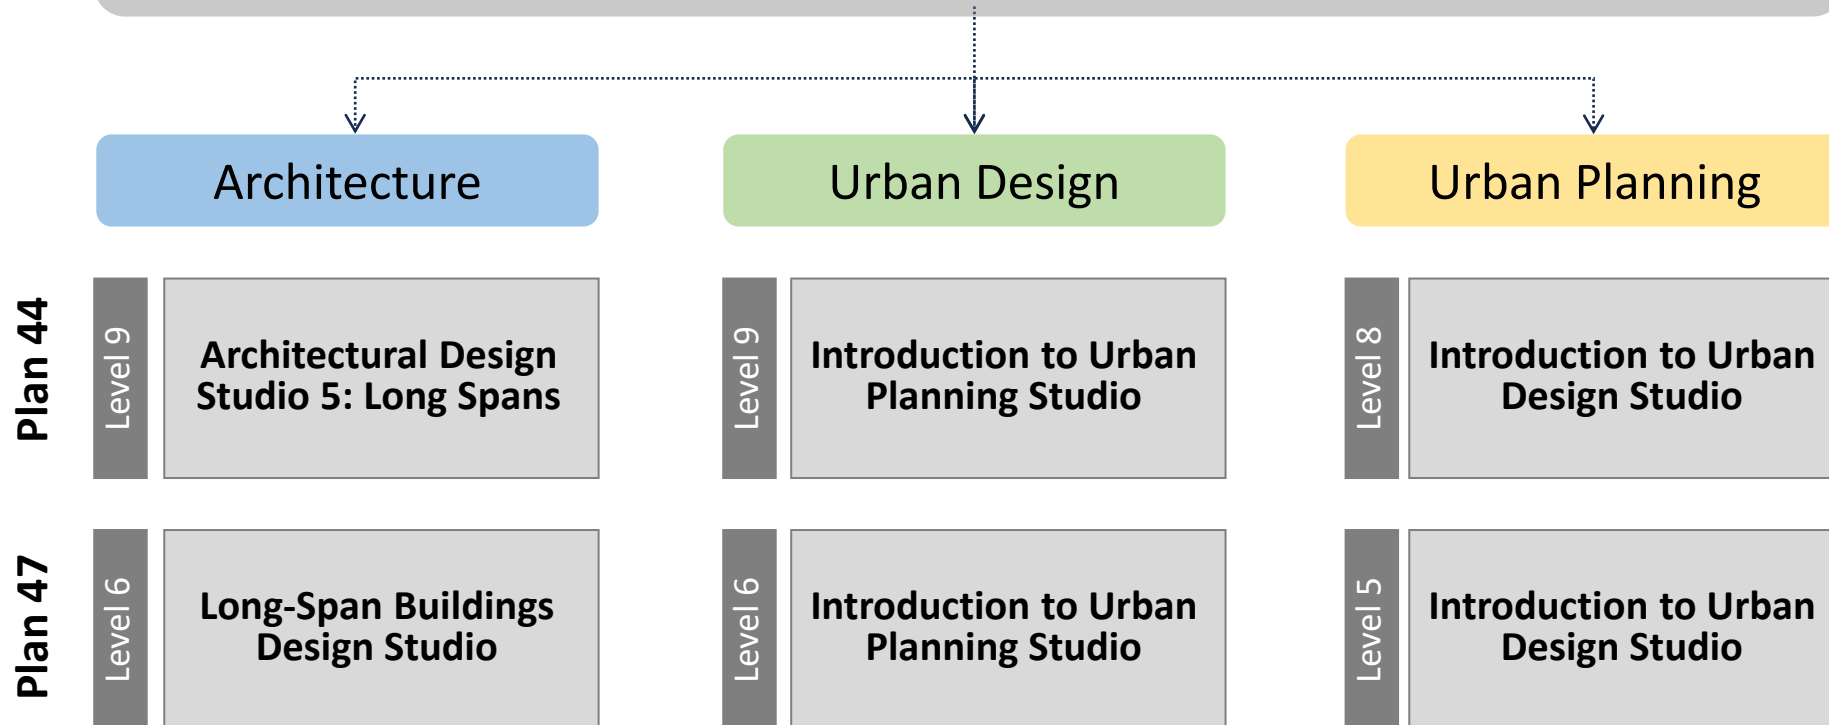 Architecture
Urban Design
Urban Planning
Plan 44
Level 9
Architectural Design
Studio 5: Long Spans
Level 9
Introduction to Urban
Planning Studio
Level 8
Introduction to Urban
Design Studio
Plan 47
Level 6
Long-Span Buildings
Design Studio
Level 6
Introduction to Urban
Planning Studio
Level 5
Introduction to Urban
Design Studio